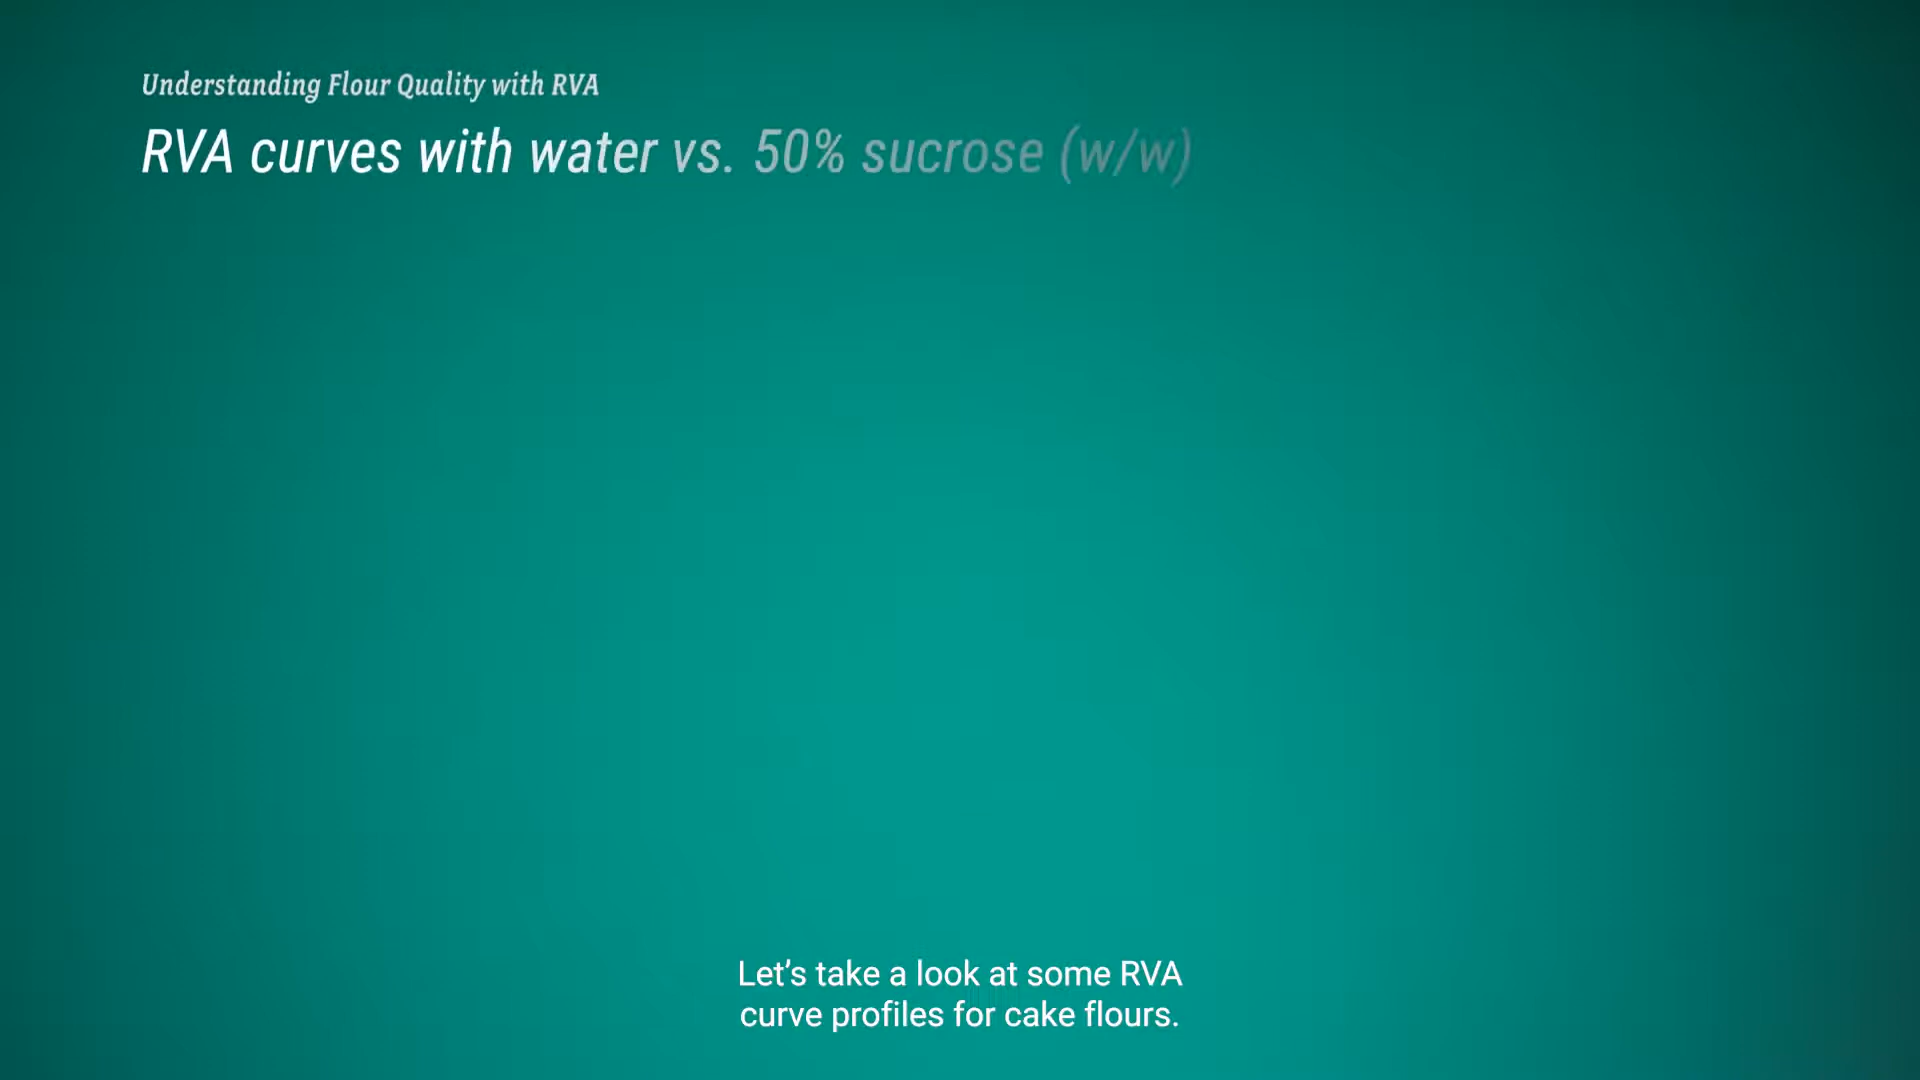 Understanding Flour Quality with RVA
RVA curves with water vs. 50% sucrose (w/w)
Let’s take a look at some RVA
curve profiles for cake flours.